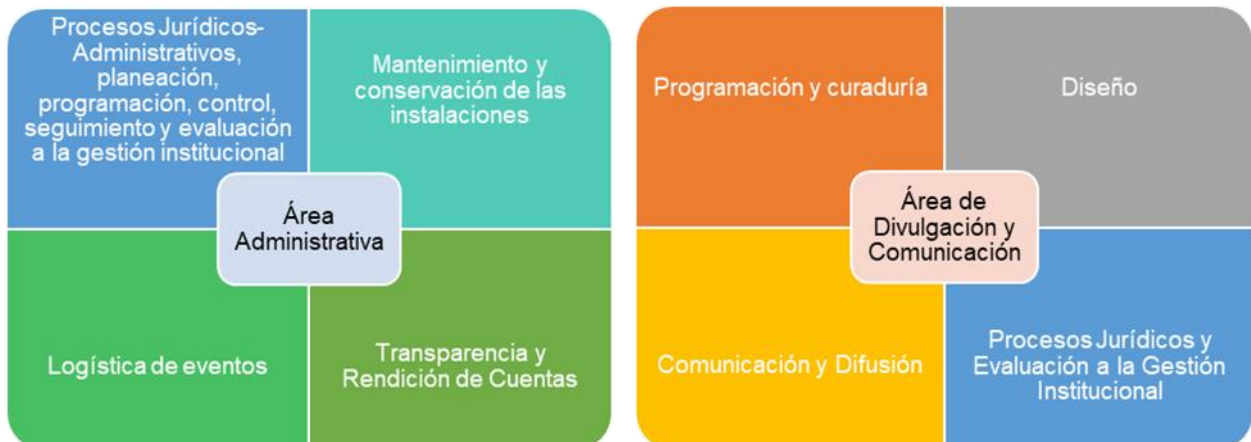 Procesos Jurídicos-
Administrativos,
planeación,
programación, control,
seguimiento y evaluación
a la gestión institucional
Mantenimiento y
conservación de las
instalaciones
Área
Administrativa
Logística de eventos
Transparencia y
Rendición de Cuentas
Programación y curaduría
Diseño
Área de
Divulgación y
Comunicación
Comunicación y Difusión
Procesos Jurídicos y
Evaluación a la Gestión
Institucional